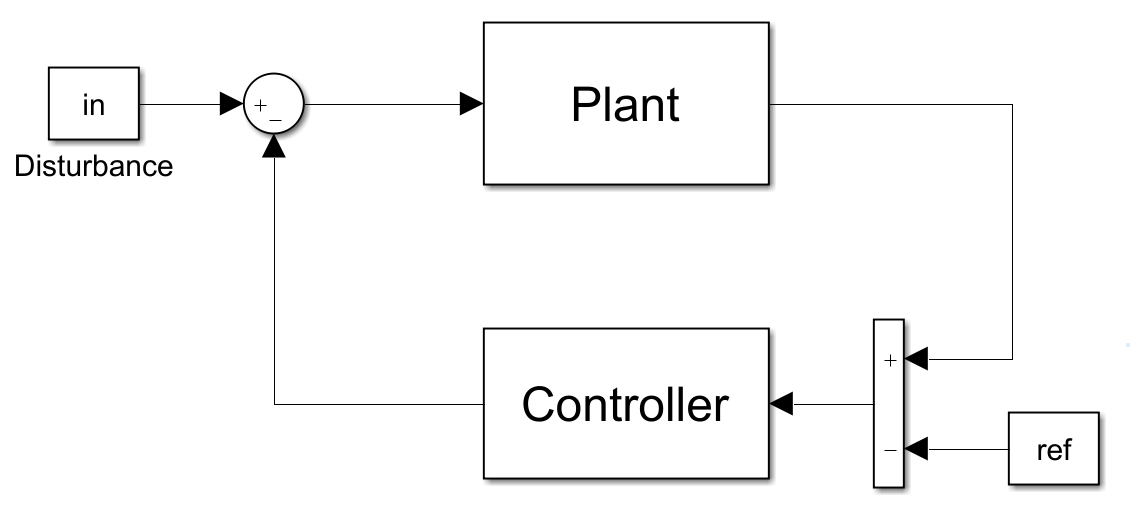 Plant
in
+
−
Disturbance
+
Controller
−
ref